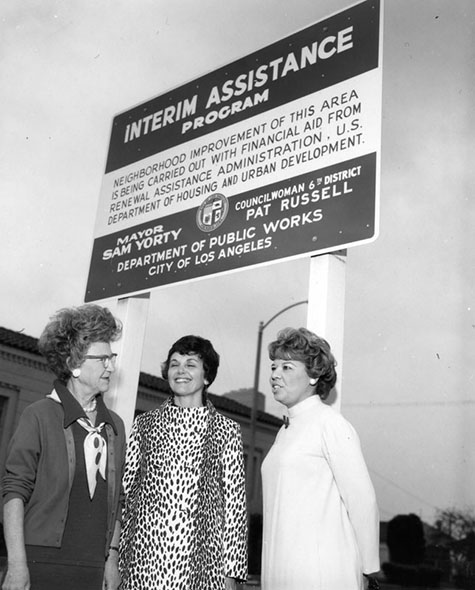 INTERIM ASSISTANCE
PROGRAM
NEIGHBORHOOD IMPROVEMENT OF THIS AREA
IS BEING CARRIED OUT WITH FINANCIAL AID FROM
RENEWAL ASSISTANCE ADMINISTRATION, U.S.
DEPARTMENT OF HOUSING AND URBAN DEVELOPMENT.
MAYOR
SAM YORTY
COUNCILWOMAN 6TH DISTRICT
PAT RUSSELL
DEPARTMENT OF PUBLIC WORKS
CITY OF LOS ANGELES